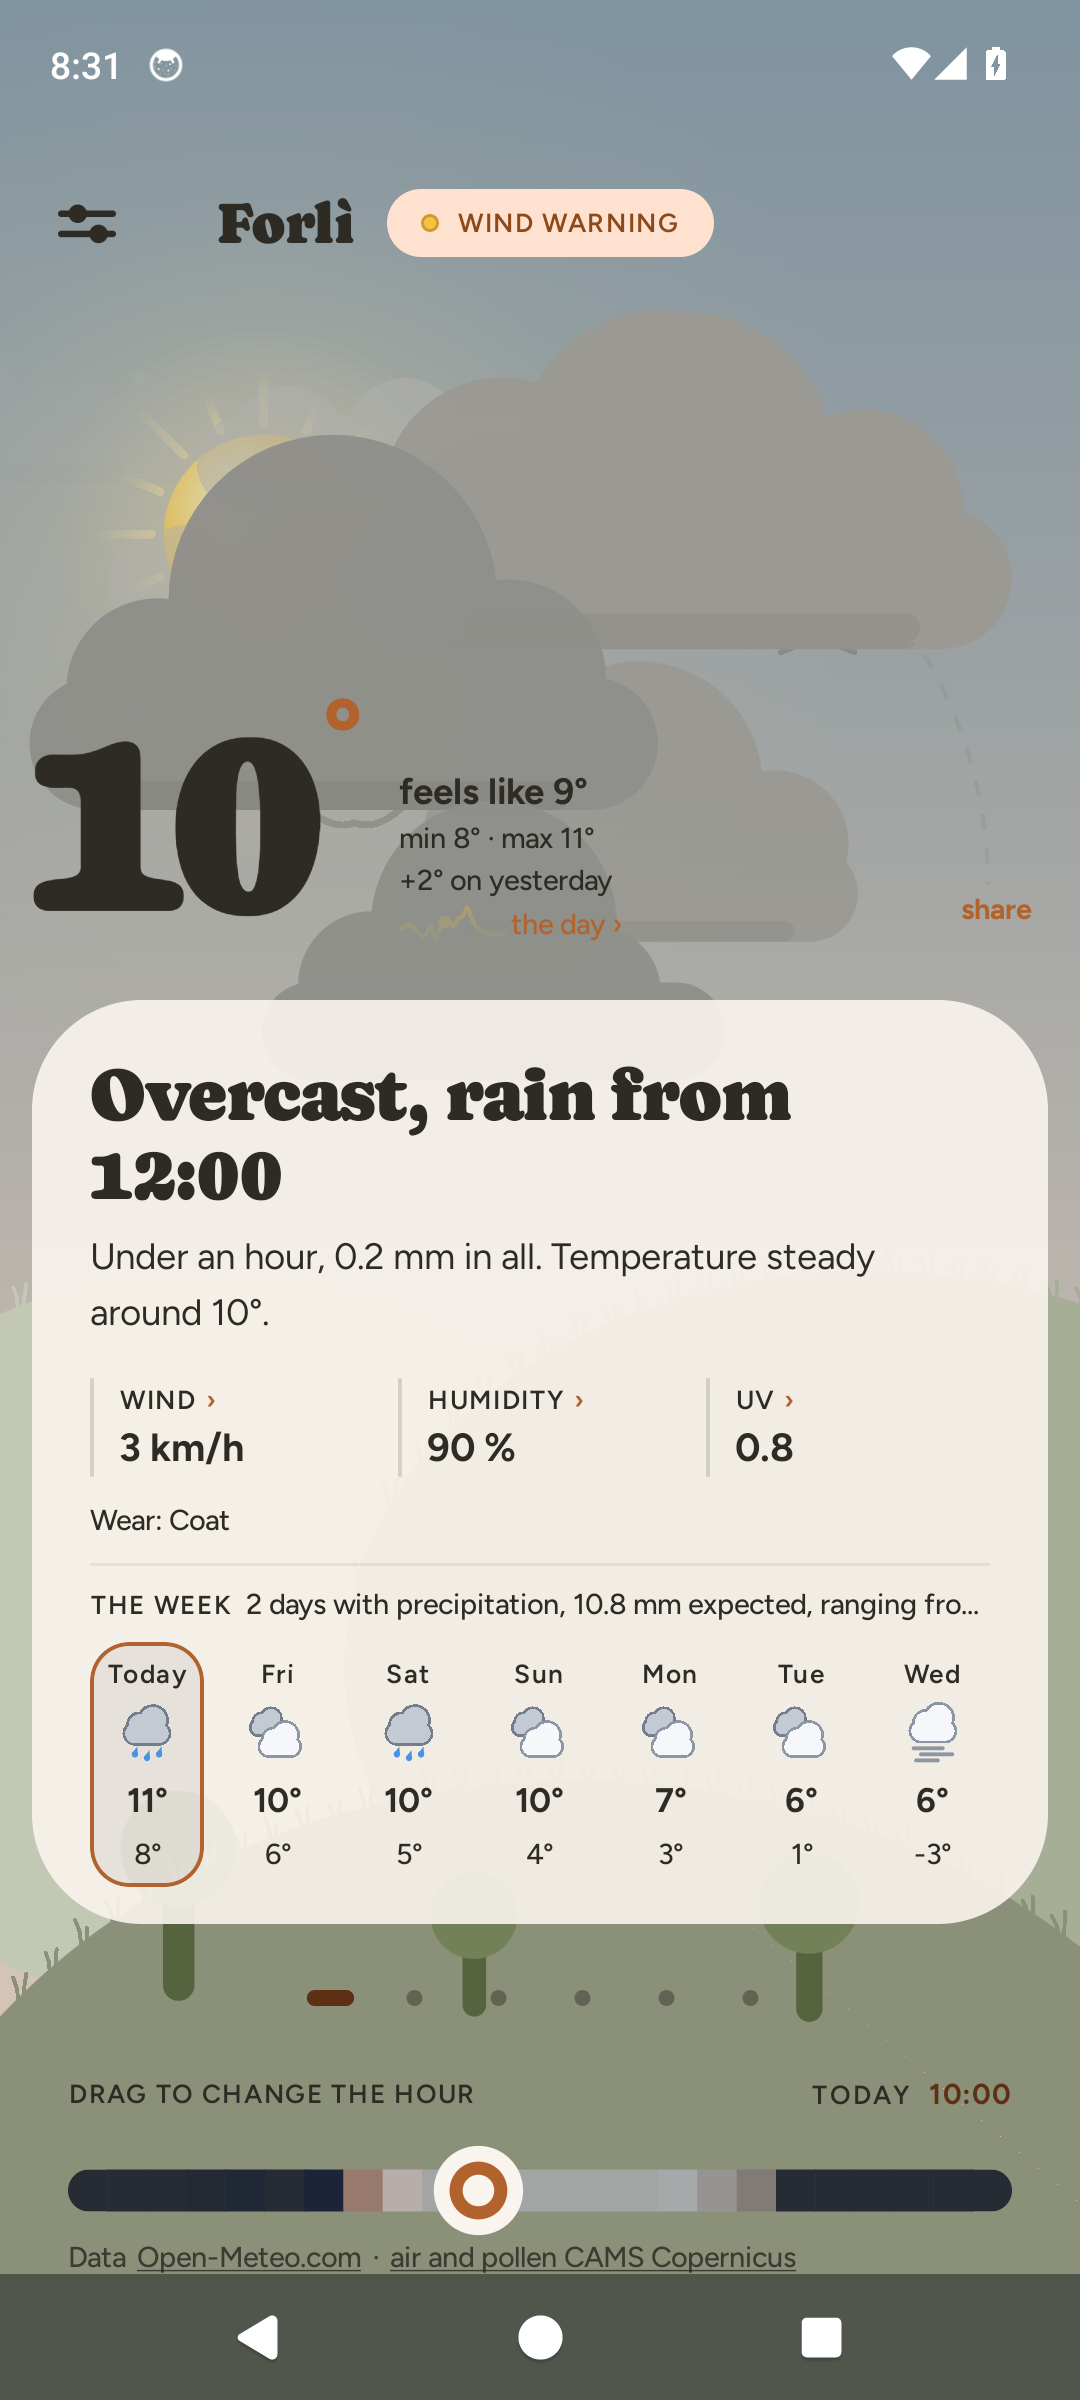 8:31
Forlì
WIND WARNING
10°
feels like 9°
min 8° · max 11°
+2° on yesterday
the day ›
share
Overcast, rain from
12:00
Under an hour, 0.2 mm in all. Temperature steady
around 10°.
WIND › HUMIDITY › UV ›
3 km/h 90 % 0.8
Wear: Coat
THE WEEK 2 days with precipitation, 10.8 mm expected, ranging fro...
Today Fri Sat Sun Mon Tue Wed
11° 10° 10° 10° 7° 6° 6°
8° 6° 5° 4° 3° 1° -3°
DRAG TO CHANGE THE HOUR TODAY 10:00
Data Open-Meteo.com · air and pollen CAMS Copernicus